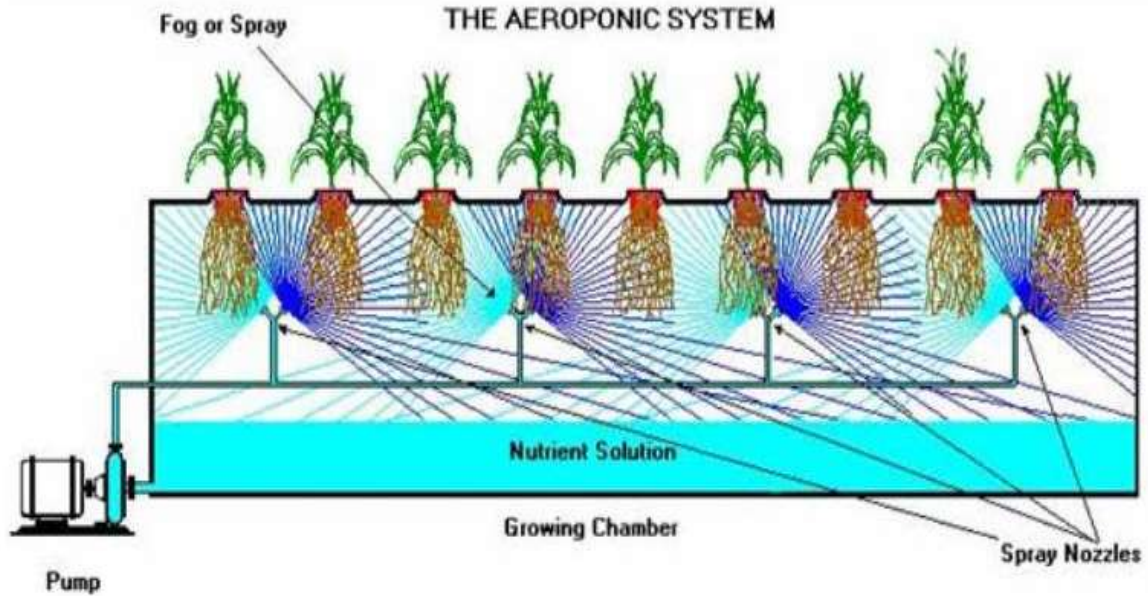 THE AEROPONIC SYSTEM
Fog or Spray
Nutrient Solution
Growing Chamber
Spray Nozzles
Pump